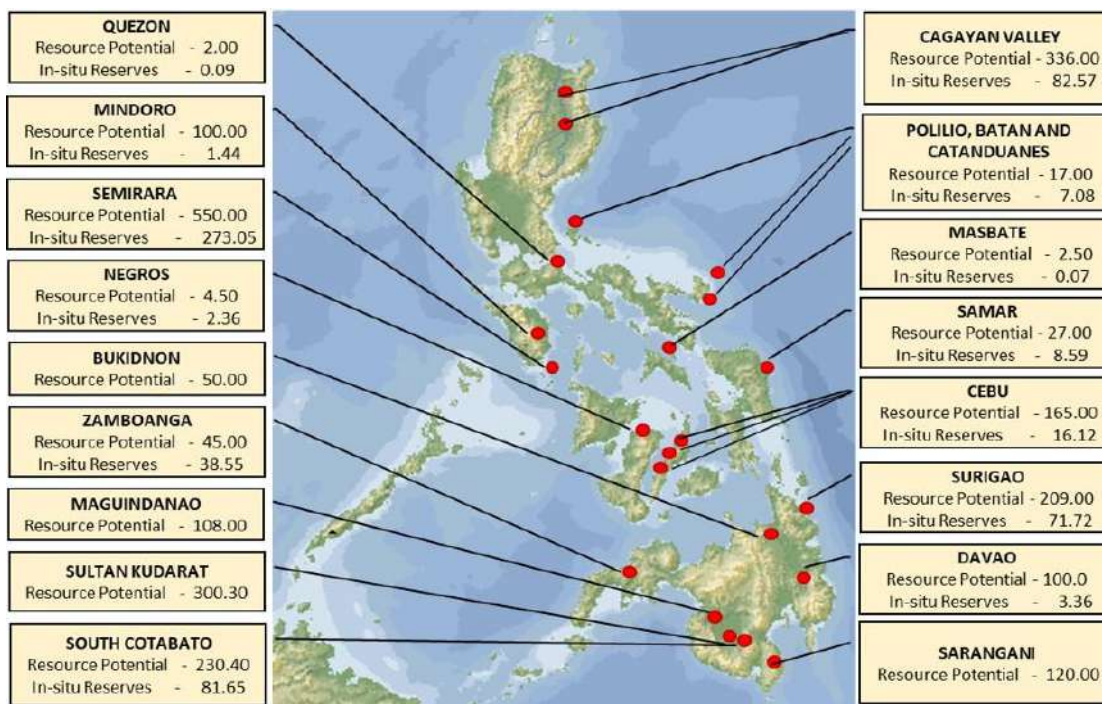 QUEZON
Resource Potential - 2.00
In-situ Reserves - 0.09
MINDORO
Resource Potential - 100.00
In-situ Reserves - 1.44
SEMIRARA
Resource Potential - 550.00
In-situ Reserves - 273.05
NEGROS
Resource Potential - 4.50
In-situ Reserves - 2.36
BUKIDNON
Resource Potential - 50.00
ZAMBOANGA
Resource Potential - 45.00
In-situ Reserves - 38.55
MAGUINDANAO
Resource Potential - 108.00
SULTAN KUDARAT
Resource Potential - 300.30
SOUTH COTABATO
Resource Potential - 230.40
In-situ Reserves - 81.65
CAGAYAN VALLEY
Resource Potential - 336.00
In-situ Reserves - 82.57
POLILIO, BATAN AND
CATANDUANES
Resource Potential - 17.00
In-situ Reserves - 7.08
MASBATE
Resource Potential - 2.50
In-situ Reserves - 0.07
SAMAR
Resource Potential - 27.00
In-situ Reserves - 8.59
CEBU
Resource Potential - 165.00
In-situ Reserves - 16.12
SURIGAO
Resource Potential - 209.00
In-situ Reserves - 71.72
DAVAO
Resource Potential - 100.0
In-situ Reserves - 3.36
SARANGANI
Resource Potential - 120.00